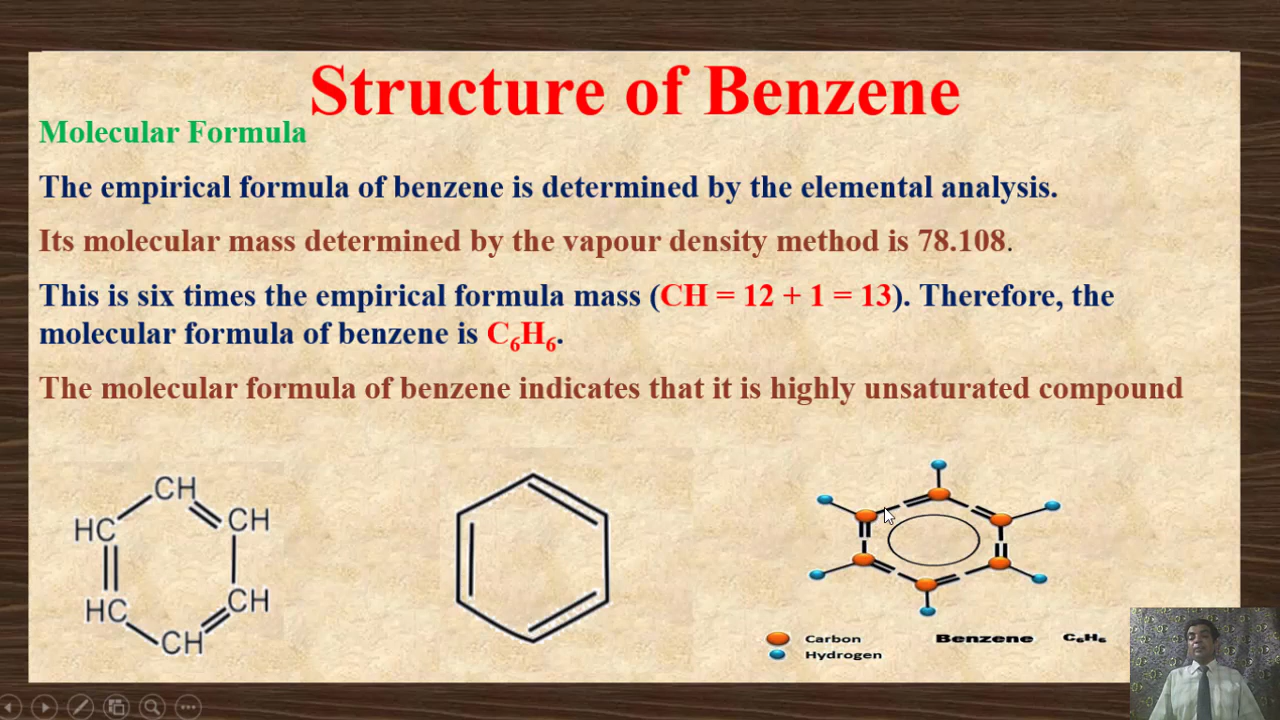 Structure of Benzene
Molecular Formula
The empirical formula of benzene is determined by the elemental analysis.
Its molecular mass determined by the vapour density method is 78.108.
This is six times the empirical formula mass (CH = 12 + 1 = 13). Therefore, the
molecular formula of benzene is C₆H₆.
The molecular formula of benzene indicates that it is highly unsaturated compound
CH
HC CH
HC CH
CH
Carbon Benzene C₆H₆
Hydrogen